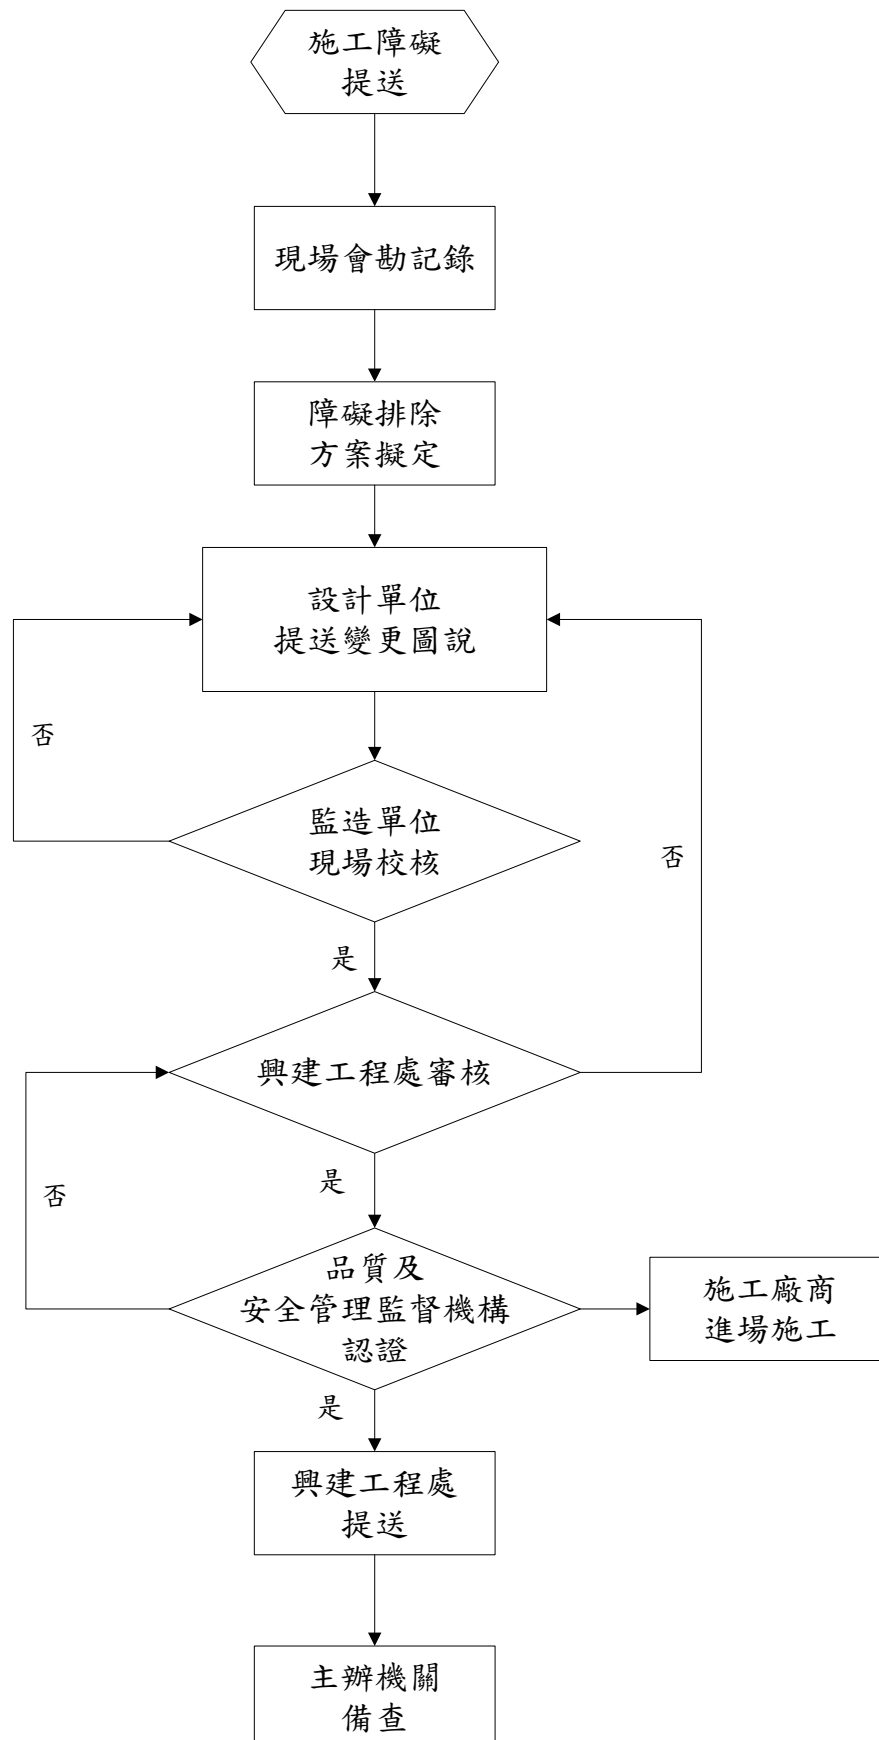 施工障礙
提送
現場會勘記錄
障礙排除
方案擬定
設計單位
提送變更圖說
否
監造單位
現場校核
否
是
興建工程處審核
是
否
品質及
安全管理監督機構
認證
施工廠商
進場施工
是
興建工程處
提送
主辦機關
備查